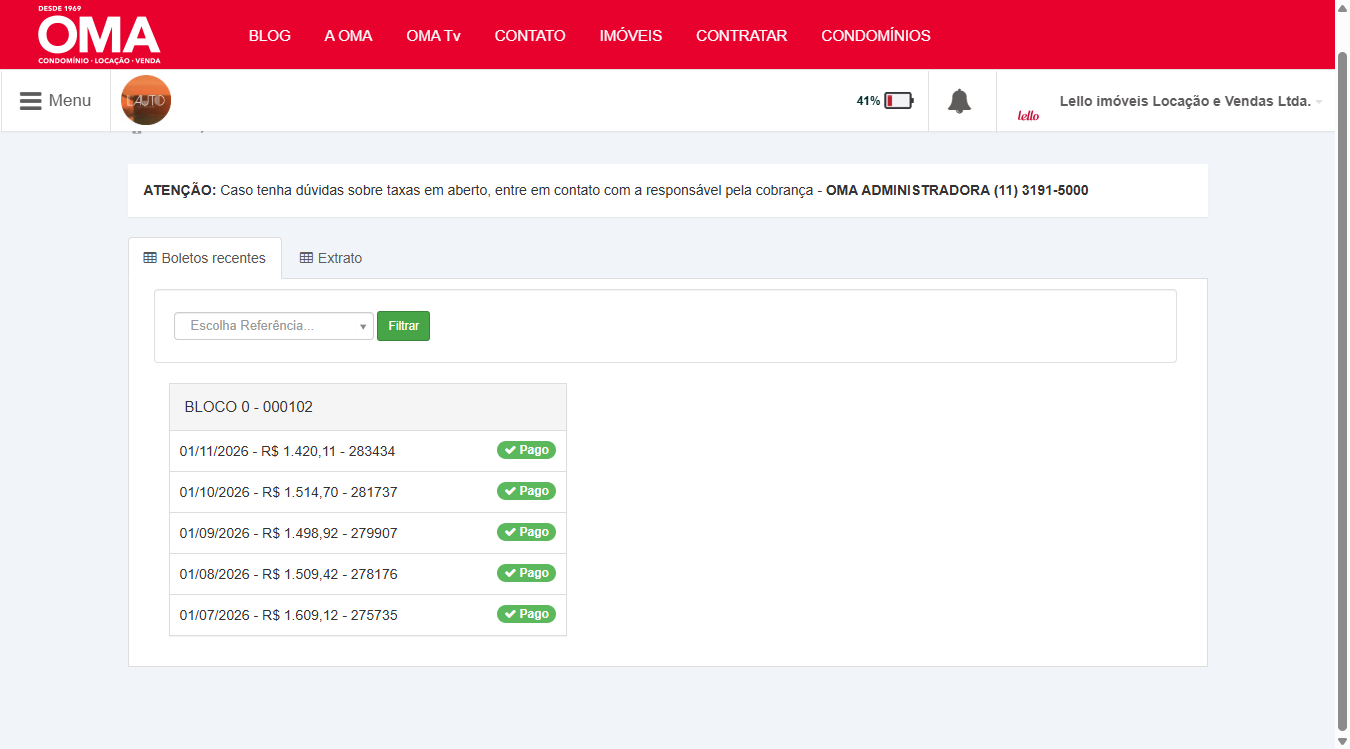 DESDE 1969
OMA
CONDOMÍNIO · LOCAÇÃO · VENDA
BLOG A OMA OMA Tv CONTATO IMÓVEIS CONTRATAR CONDOMÍNIOS
Menu
41%
lello
Lello imóveis Locação e Vendas Ltda.
ATENÇÃO: Caso tenha dúvidas sobre taxas em aberto, entre em contato com a responsável pela cobrança - OMA ADMINISTRADORA (11) 3191-5000
Boletos recentes Extrato
Escolha Referência... Filtrar
BLOCO 0 - 000102
01/11/2026 - R$ 1.420,11 - 283434 Pago
01/10/2026 - R$ 1.514,70 - 281737 Pago
01/09/2026 - R$ 1.498,92 - 279907 Pago
01/08/2026 - R$ 1.509,42 - 278176 Pago
01/07/2026 - R$ 1.609,12 - 275735 Pago